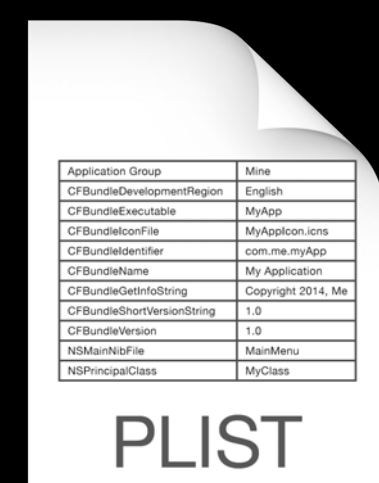 Application Group Mine
CFBundleDevelopmentRegion English
CFBundleExecutable MyApp
CFBundleIconFile MyAppIcon.icns
CFBundleIdentifier com.me.myApp
CFBundleName My Application
CFBundleGetInfoString Copyright 2014, Me
CFBundleShortVersionString 1.0
CFBundleVersion 1.0
NSMainNibFile MainMenu
NSPrincipalClass MyClass
PLIST